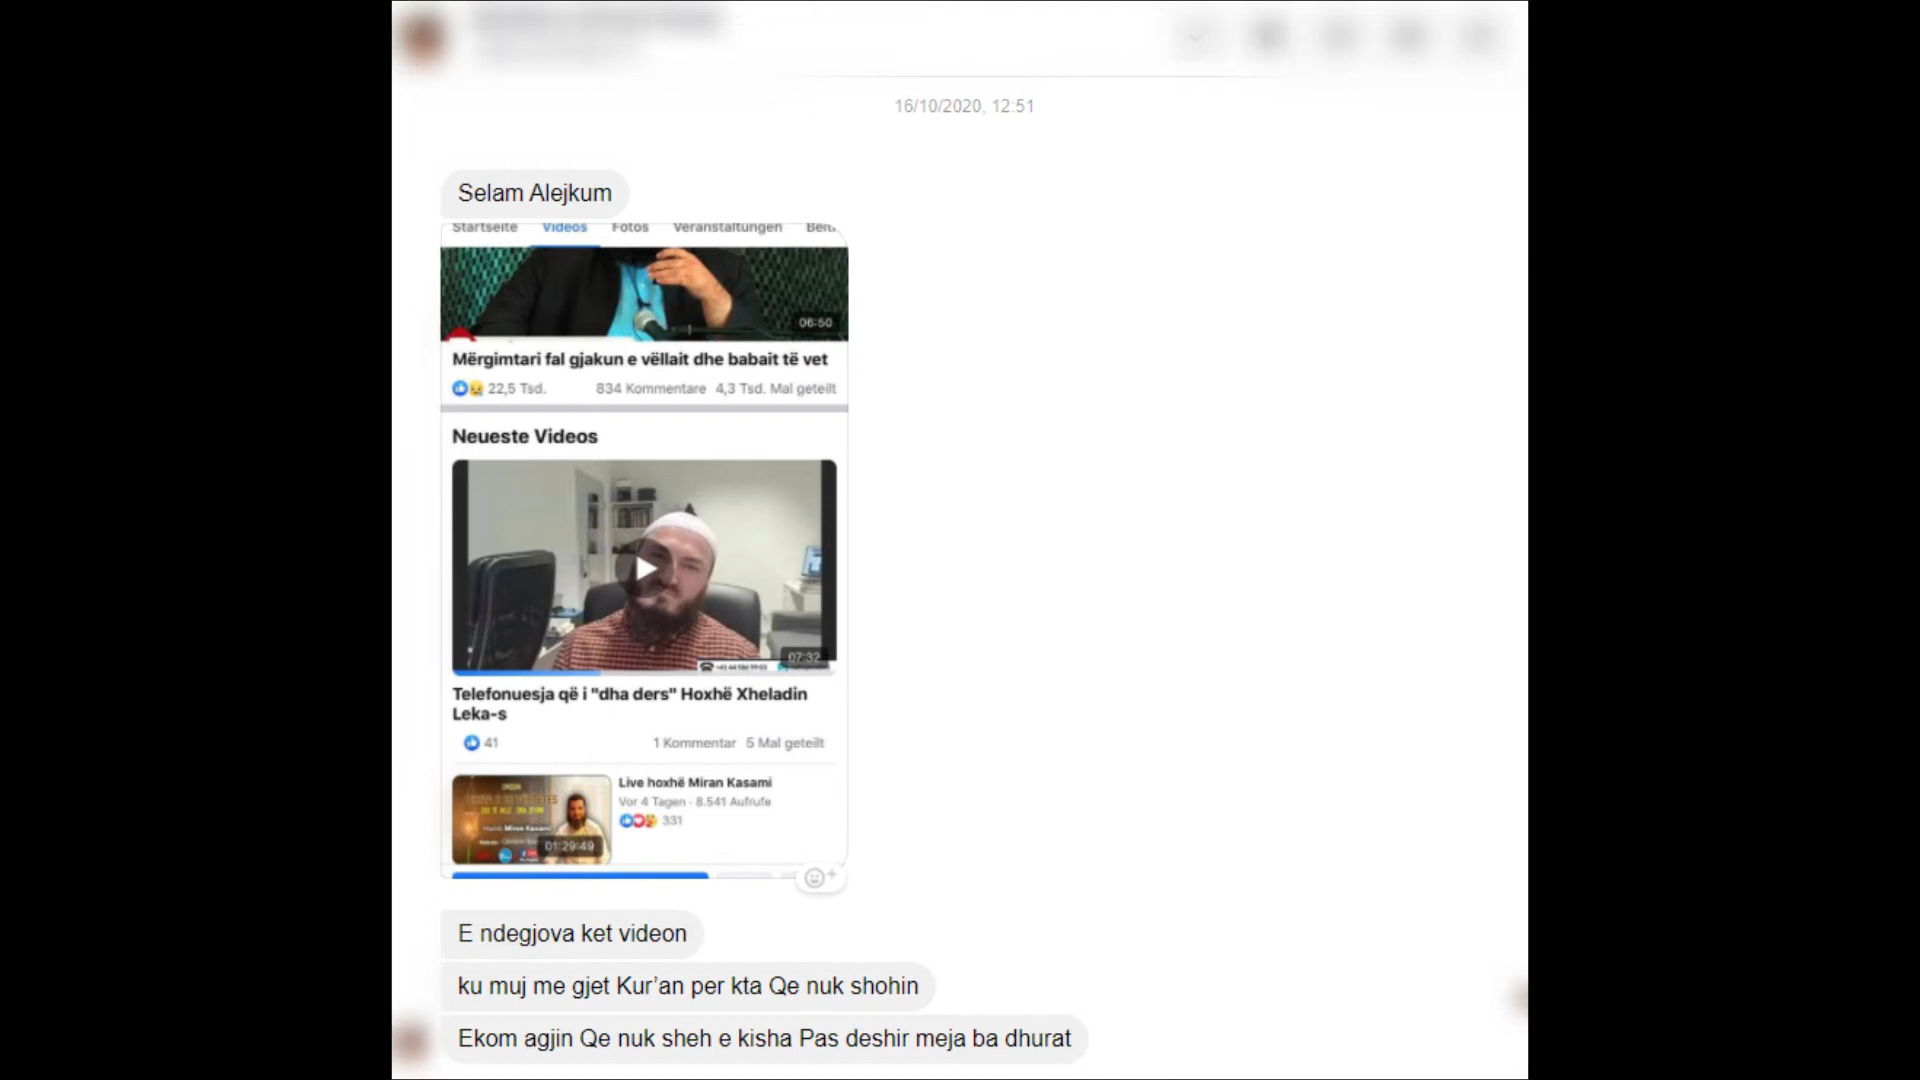 16/10/2020, 12:51
Selam Alejkum
Startseite Videos Fotos Veranstaltungen
06:50
Mërgimtari fal gjakun e vëllait dhe babait të vet
22,5 Tsd. 834 Kommentare 4,3 Tsd. Mal geteilt
Neueste Videos
07:32
Telefonuesja që i "dha ders" Hoxhë Xheladin
Leka-s
41 1 Kommentar 5 Mal geteilt
Live hoxhë Miran Kasami
Vor 4 Tagen · 8.541 Aufrufe
331
Miran Kasami
01:29:49
E ndegjova ket videon
ku muj me gjet Kur’an per kta Qe nuk shohin
Ekom agjin Qe nuk sheh e kisha Pas deshir meja ba dhurat